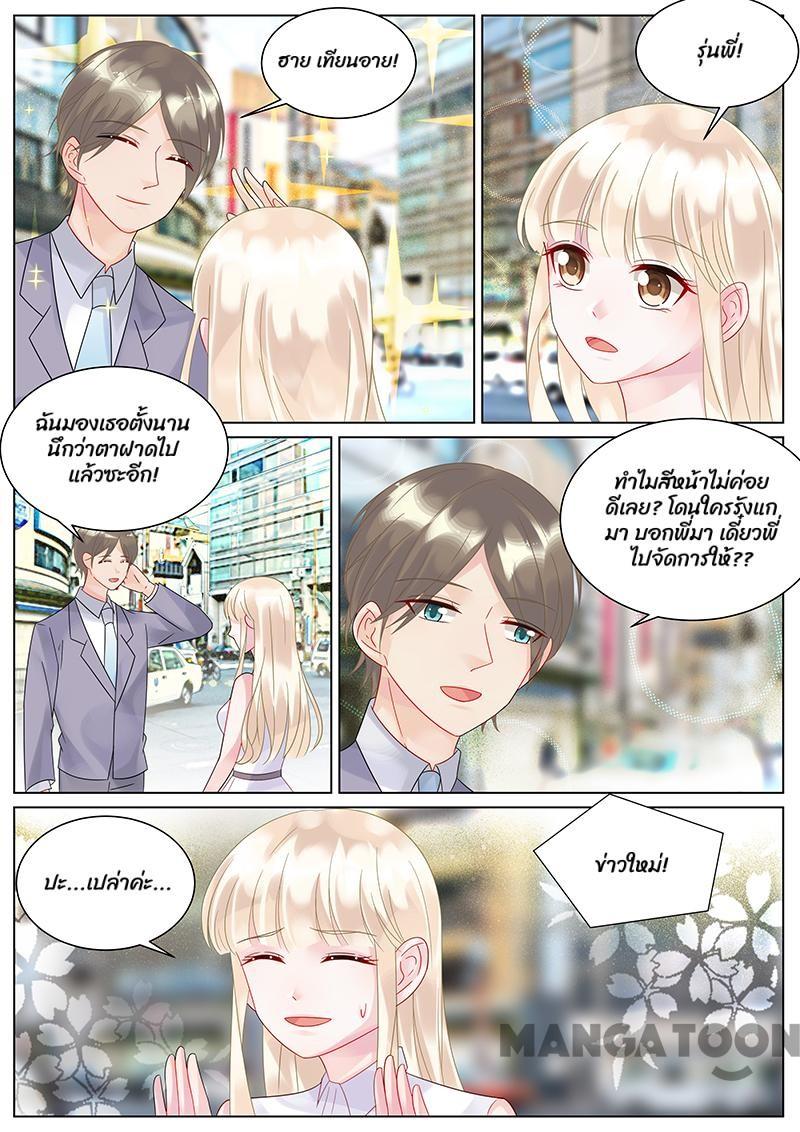 ฮาย เทียนอาย!
รุ่นพี่!
ฉันมองเธอตั้งนาน
นึกว่าตาฝาดไป
แล้วซะอีก!
ทำไมสีหน้าไม่ค่อย
ดีเลย? โดนใครรังแก
มา บอกพี่มา เดี๋ยวพี่
ไปจัดการให้??
ปะ...เปล่าค่ะ...
ข่าวใหม่!
MANGATOON